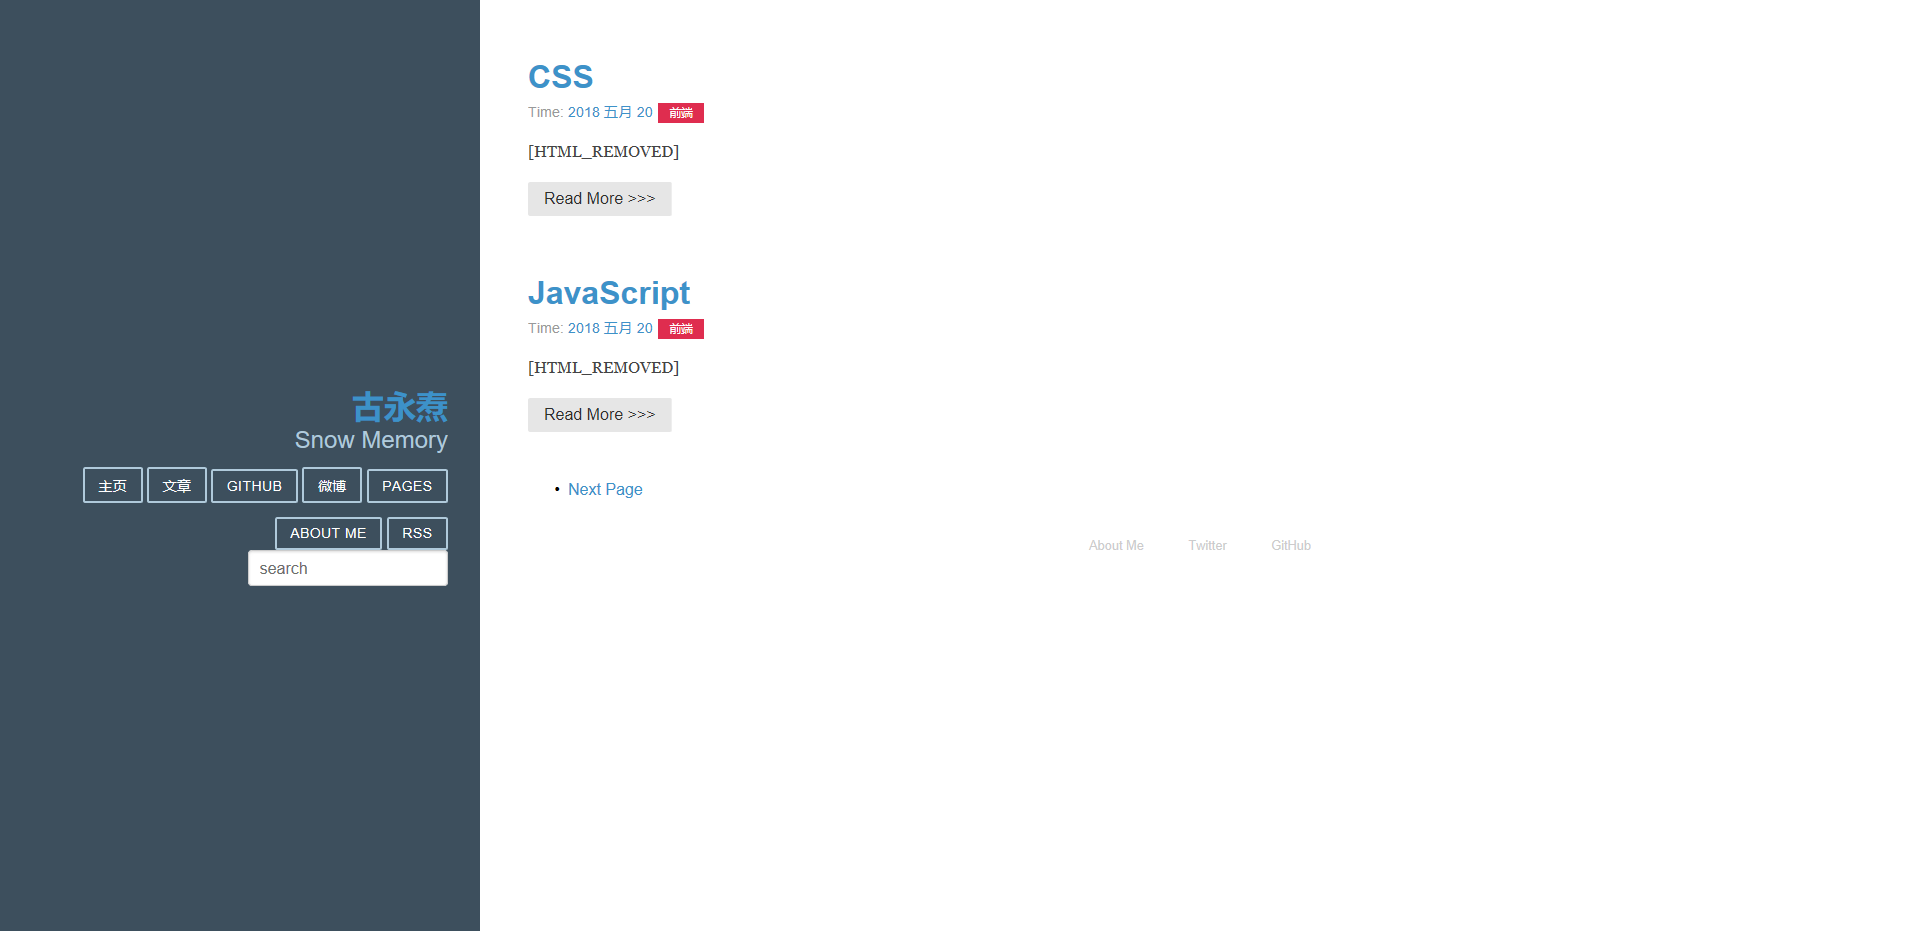 古永焘
Snow Memory
主页 文章 GITHUB 微博 PAGES
ABOUT ME RSS
search
CSS
Time: 2018 五月 20 前端
[HTML_REMOVED]
Read More >>>
JavaScript
Time: 2018 五月 20 前端
[HTML_REMOVED]
Read More >>>
• Next Page
About Me Twitter GitHub